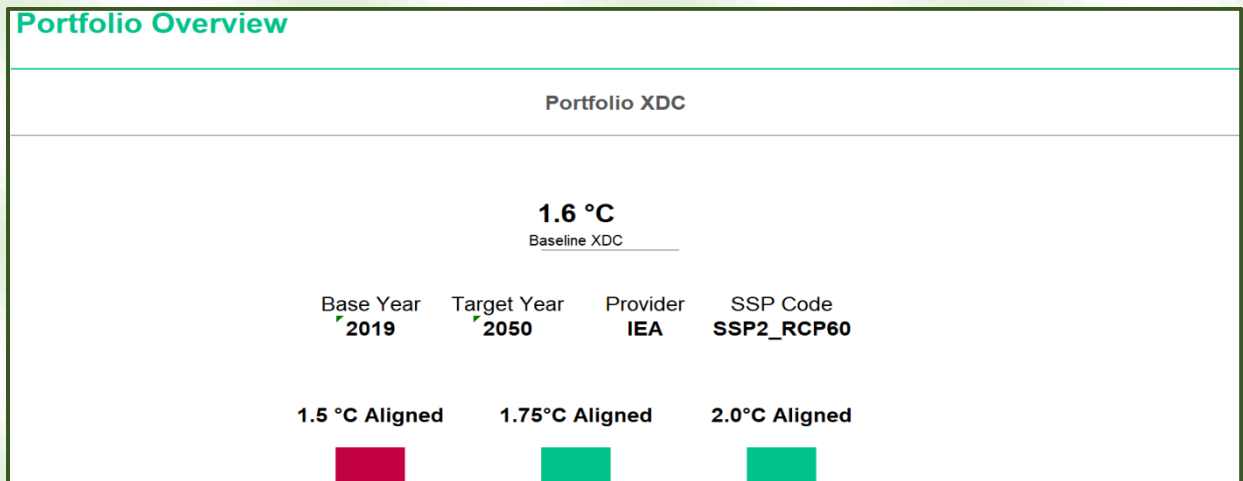 Portfolio Overview
Portfolio XDC
1.6 °C
Baseline XDC
Base Year Target Year Provider SSP Code
2019 2050 IEA SSP2_RCP60
1.5 °C Aligned 1.75°C Aligned 2.0°C Aligned